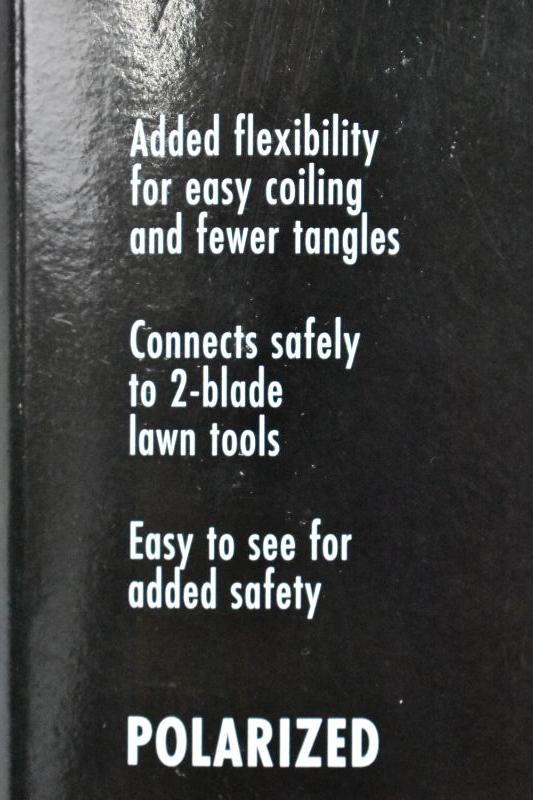 Added flexibility
for easy coiling
and fewer tangles
Connects safely
to 2-blade
lawn tools
Easy to see for
added safety
POLARIZED